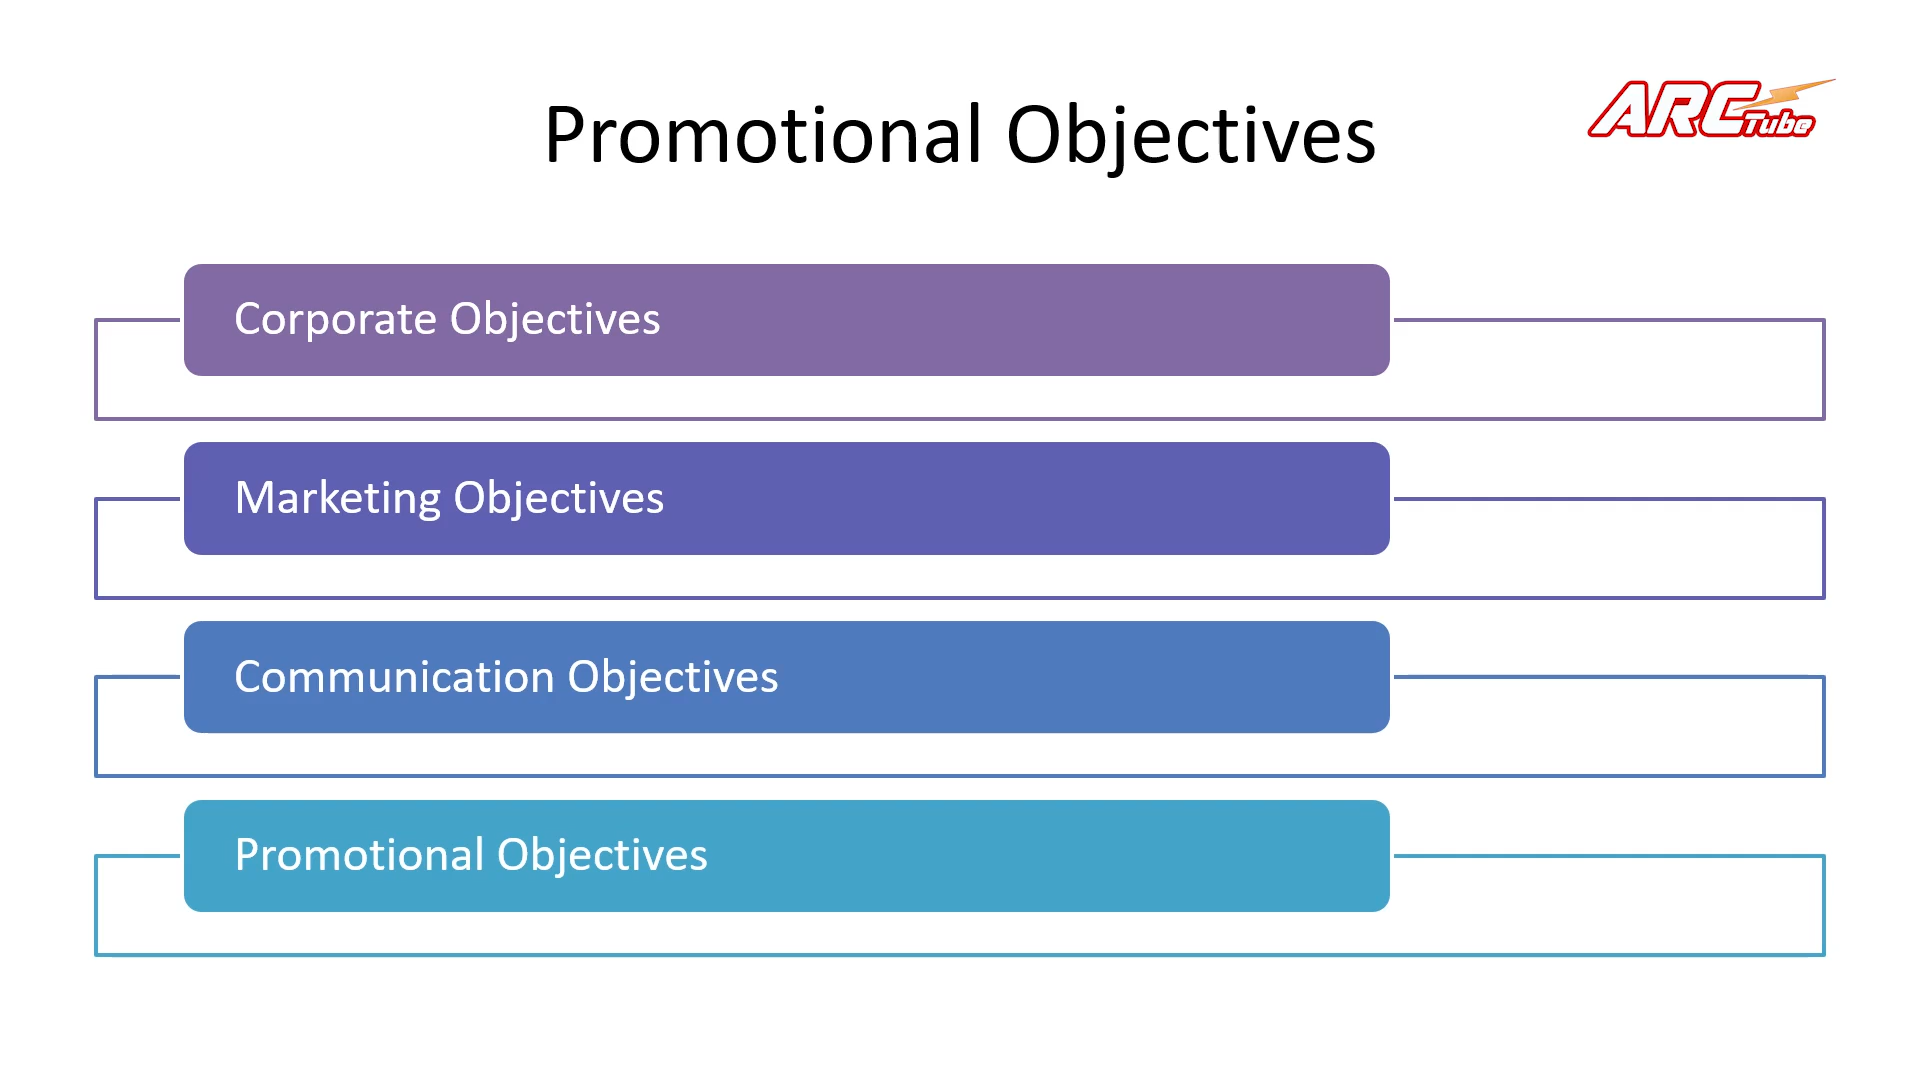 Promotional Objectives
ARC Tube
Corporate Objectives
Marketing Objectives
Communication Objectives
Promotional Objectives